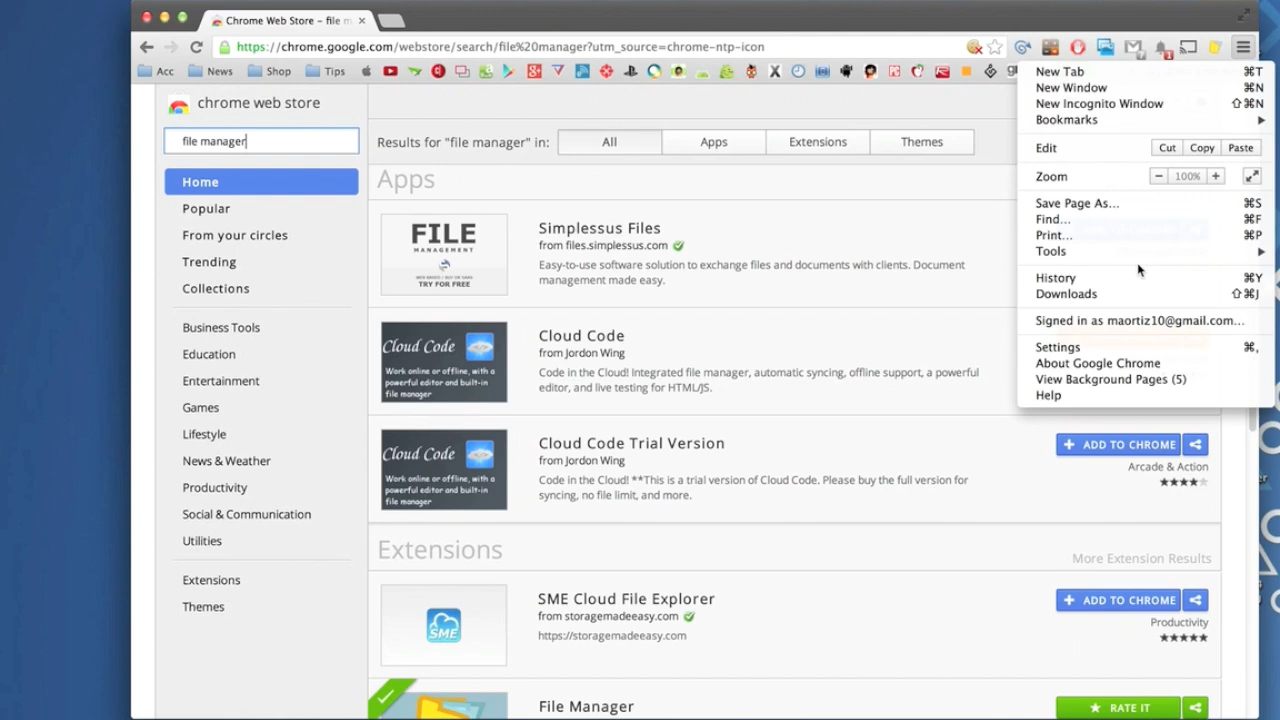 Chrome Web Store – file m
https://chrome.google.com/webstore/search/file%20manager?utm_source=chrome-ntp-icon
Acc
News
Shop
Tips
chrome web store
file manager
Home
Popular
From your circles
Trending
Collections
Business Tools
Education
Entertainment
Games
Lifestyle
News & Weather
Productivity
Social & Communication
Utilities
Extensions
Themes
Results for "file manager" in:
All
Apps
Extensions
Themes
Apps
FILE
MANAGEMENT
TRY FOR FREE
Simplessus Files
from files.simplessus.com
Easy-to-use software solution to exchange files and documents with clients. Document
management made easy.
Cloud Code
Work online or offline, with a
powerful editor and built-in
file manager
Cloud Code
from Jordon Wing
Code in the Cloud! Integrated file manager, automatic syncing, offline support, a powerful
editor, and live testing for HTML/JS.
Cloud Code
Work online or offline, with a
powerful editor and built-in
file manager
Cloud Code Trial Version
from Jordon Wing
Code in the Cloud! **This is a trial version of Cloud Code. Please buy the full version for
syncing, no file limit, and more.
ADD TO CHROME
Arcade & Action
Extensions
More Extension Results
SME
SME Cloud File Explorer
from storagemadeeasy.com
https://storagemadeeasy.com
ADD TO CHROME
Productivity
File Manager
RATE IT
New Tab ⌘T
New Window ⌘N
New Incognito Window ⇧⌘N
Bookmarks
Edit Cut Copy Paste
Zoom − 100% +
Save Page As... ⌘S
Find... ⌘F
Print... ⌘P
Tools
History ⌘Y
Downloads ⇧⌘J
Signed in as maortiz10@gmail.com...
Settings ⌘,
About Google Chrome
View Background Pages (5)
Help